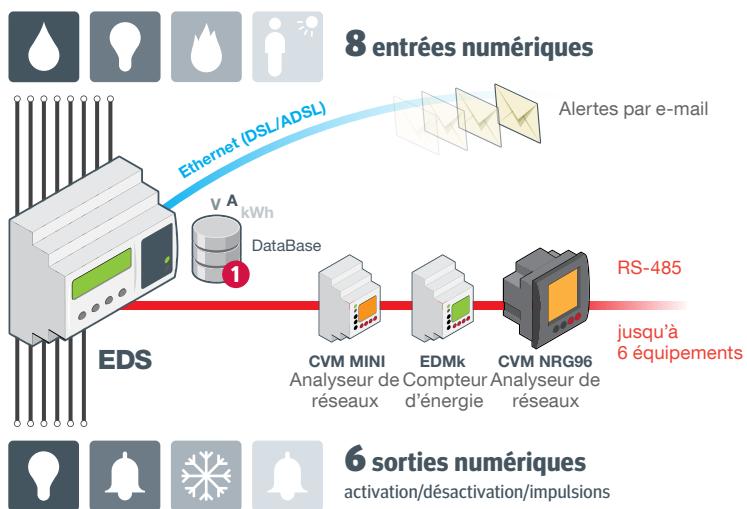 8 entrées numériques
Ethernet (DSL/ADSL)
Alertes par e-mail
V A kWh
DataBase
1
RS-485
jusqu'à
6 équipements
EDS
CVM MINI
Analyseur de
réseaux
EDMk
Compteur
d'énergie
CVM NRG96
Analyseur de
réseaux
6 sorties numériques
activation/désactivation/impulsions